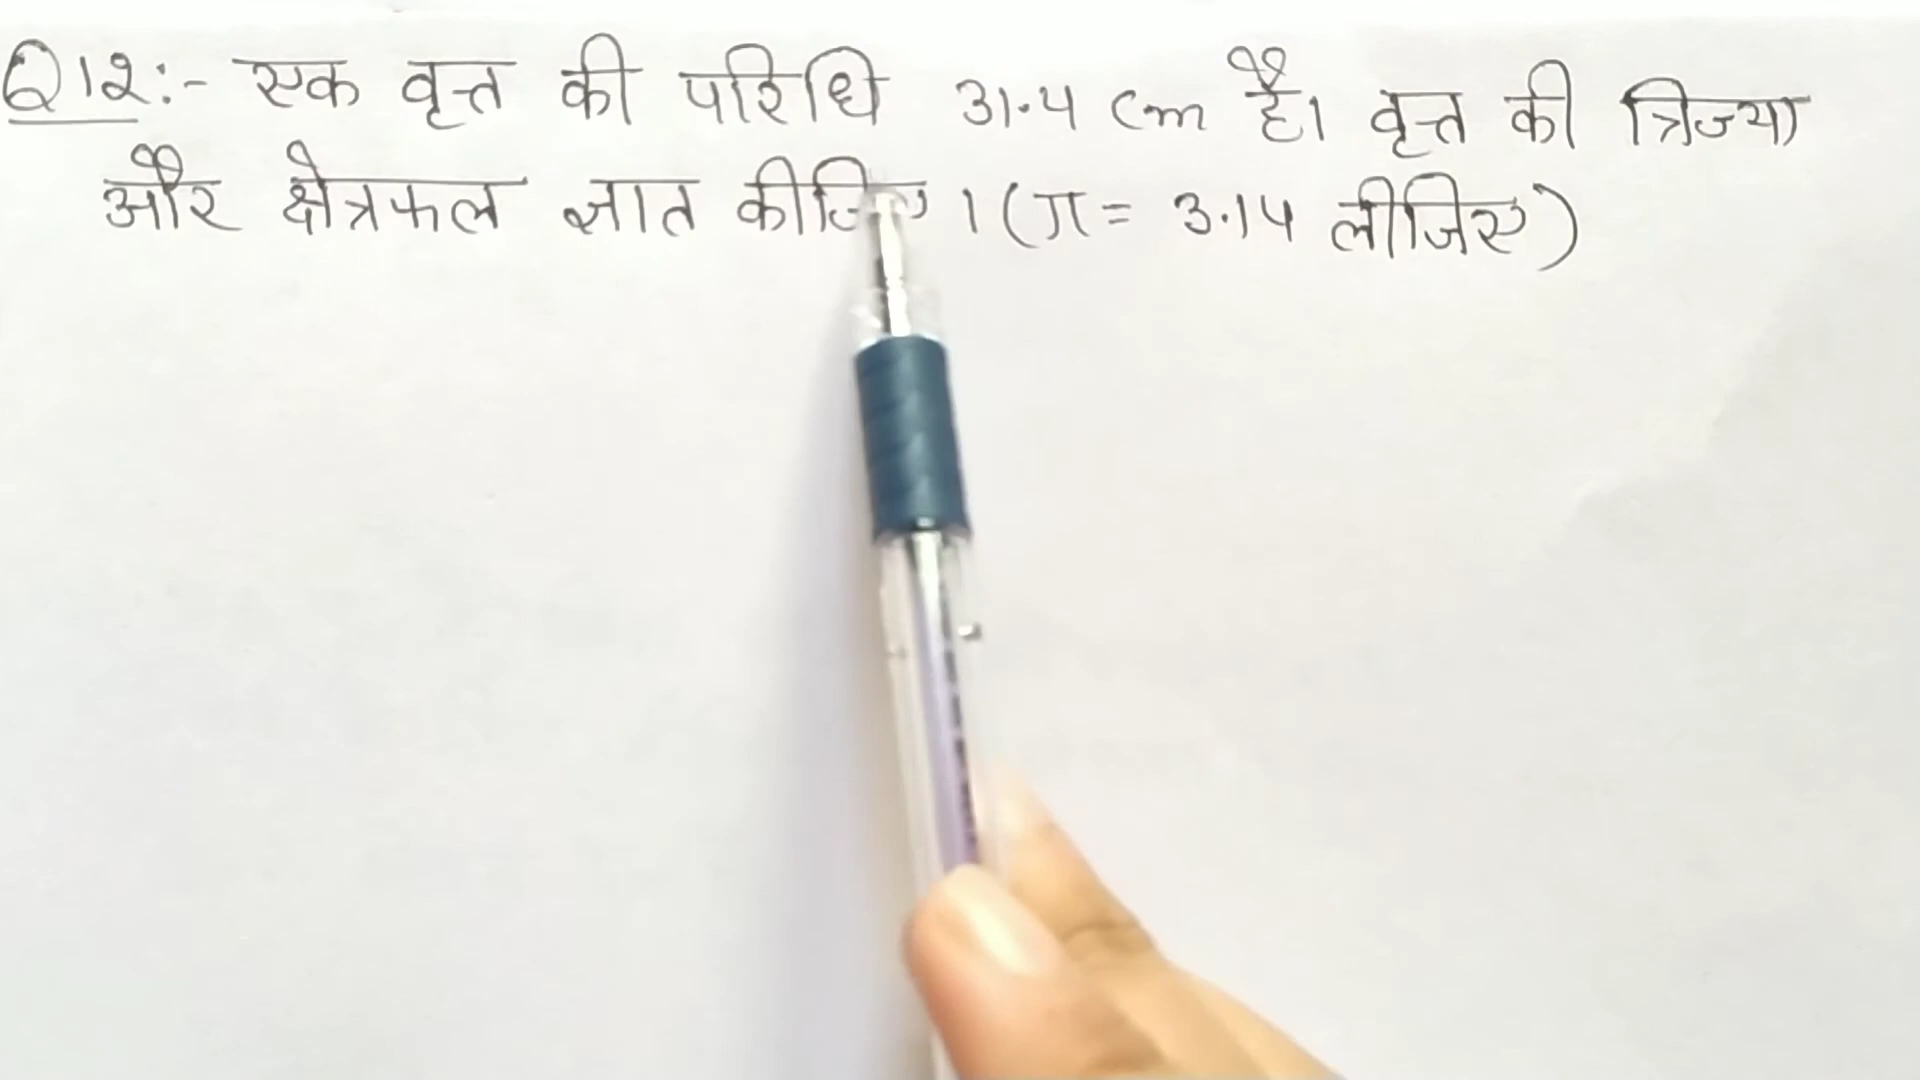 Q12:- एक वृत्त की परिधि 31.4 cm है। वृत्त की त्रिज्या
और क्षेत्रफल ज्ञात कीजिए। (π = 3.14 लीजिए)